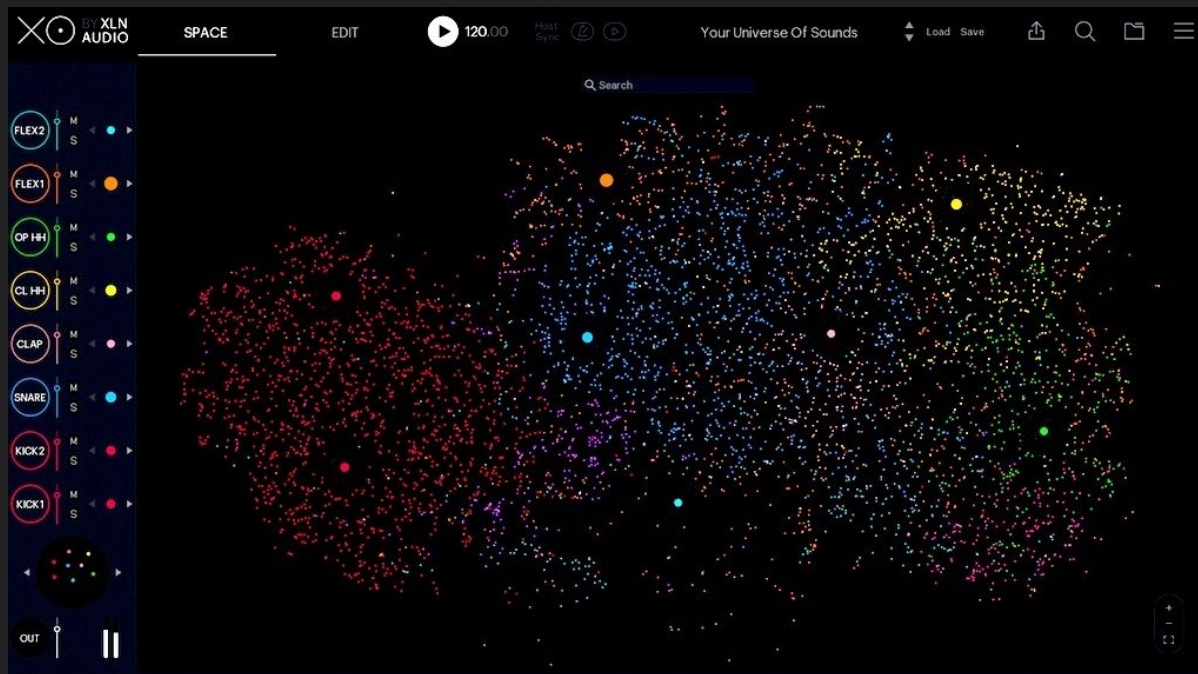 XO BY XLN AUDIO
SPACE
EDIT
120.00
Host Sync
Your Universe Of Sounds
Load Save
Search
FLEX2 M S
FLEX1 M S
OP HH M S
CL HH M S
CLAP M S
SNARE M S
KICK2 M S
KICK1 M S
OUT